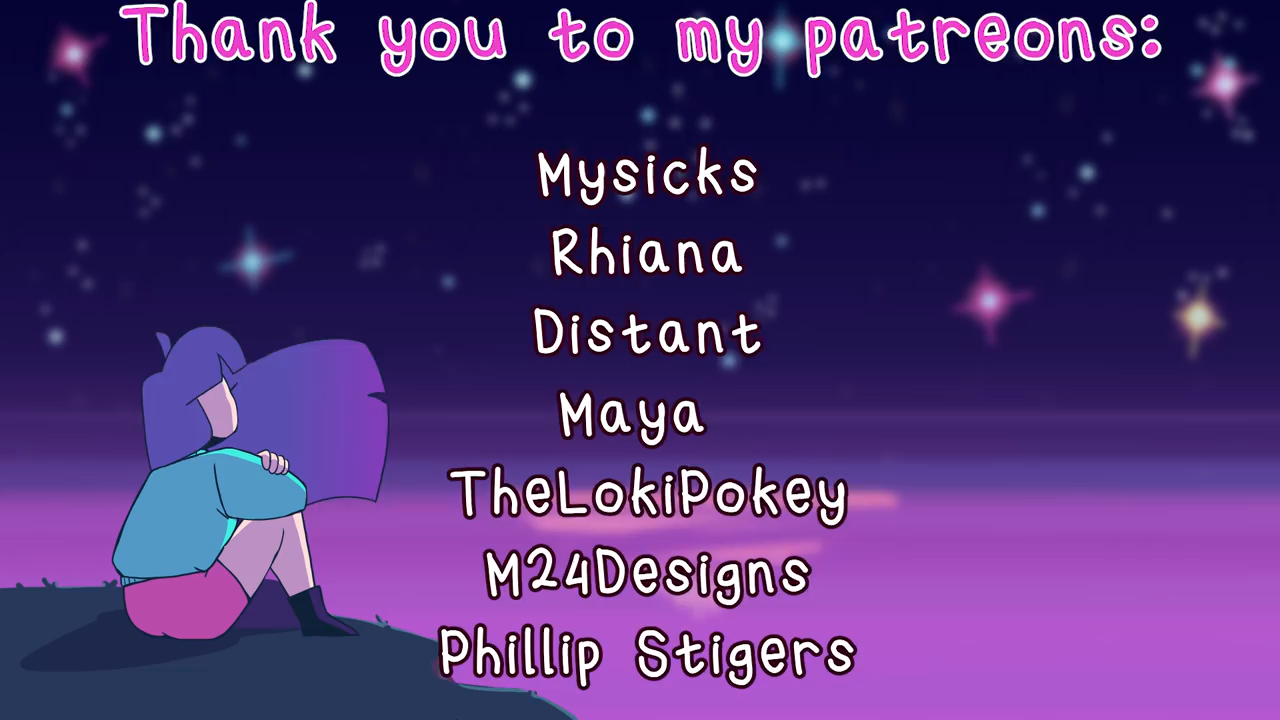 Thank you to my patreons:
Mysicks
Rhiana
Distant
Maya
TheLokiPokey
M24Designs
Phillip Stigers